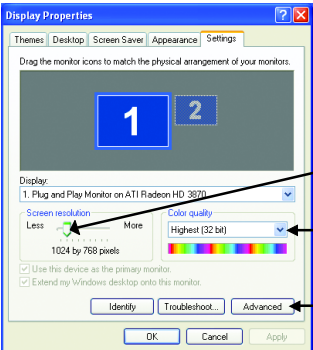 Display Properties
Themes Desktop Screen Saver Appearance Settings
Drag the monitor icons to match the physical arrangement of your monitors.
1 2
Display:
1. Plug and Play Monitor on ATI Radeon HD 3870
Screen resolution
Less More
1024 by 768 pixels
Color quality
Highest (32 bit)
Use this device as the primary monitor.
Extend my Windows desktop onto this monitor.
Identify Troubleshoot... Advanced
OK Cancel Apply